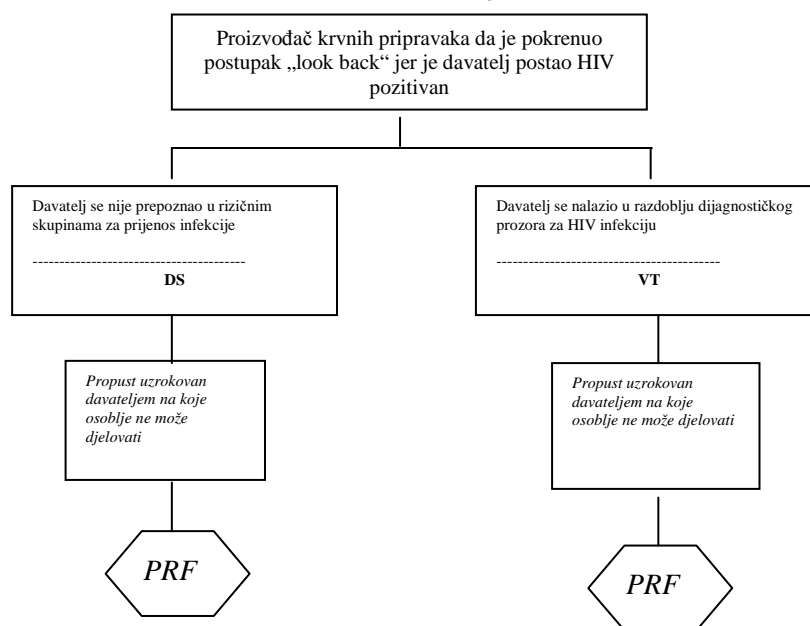 Proizvođač krvnih pripravaka da je pokrenuo
postupak „look back“ jer je davatelj postao HIV
pozitivan
Davatelj se nije prepoznao u rizičnim
skupinama za prijenos infekcije
----------------------------------------
DS
Davatelj se nalazio u razdoblju dijagnostičkog
prozora za HIV infekciju
------------------------------------------
VT
Propust uzrokovan
davateljem na koje
osoblje ne može
djelovati
Propust uzrokovan
davateljem na koje
osoblje ne može djelovati
PRF
PRF